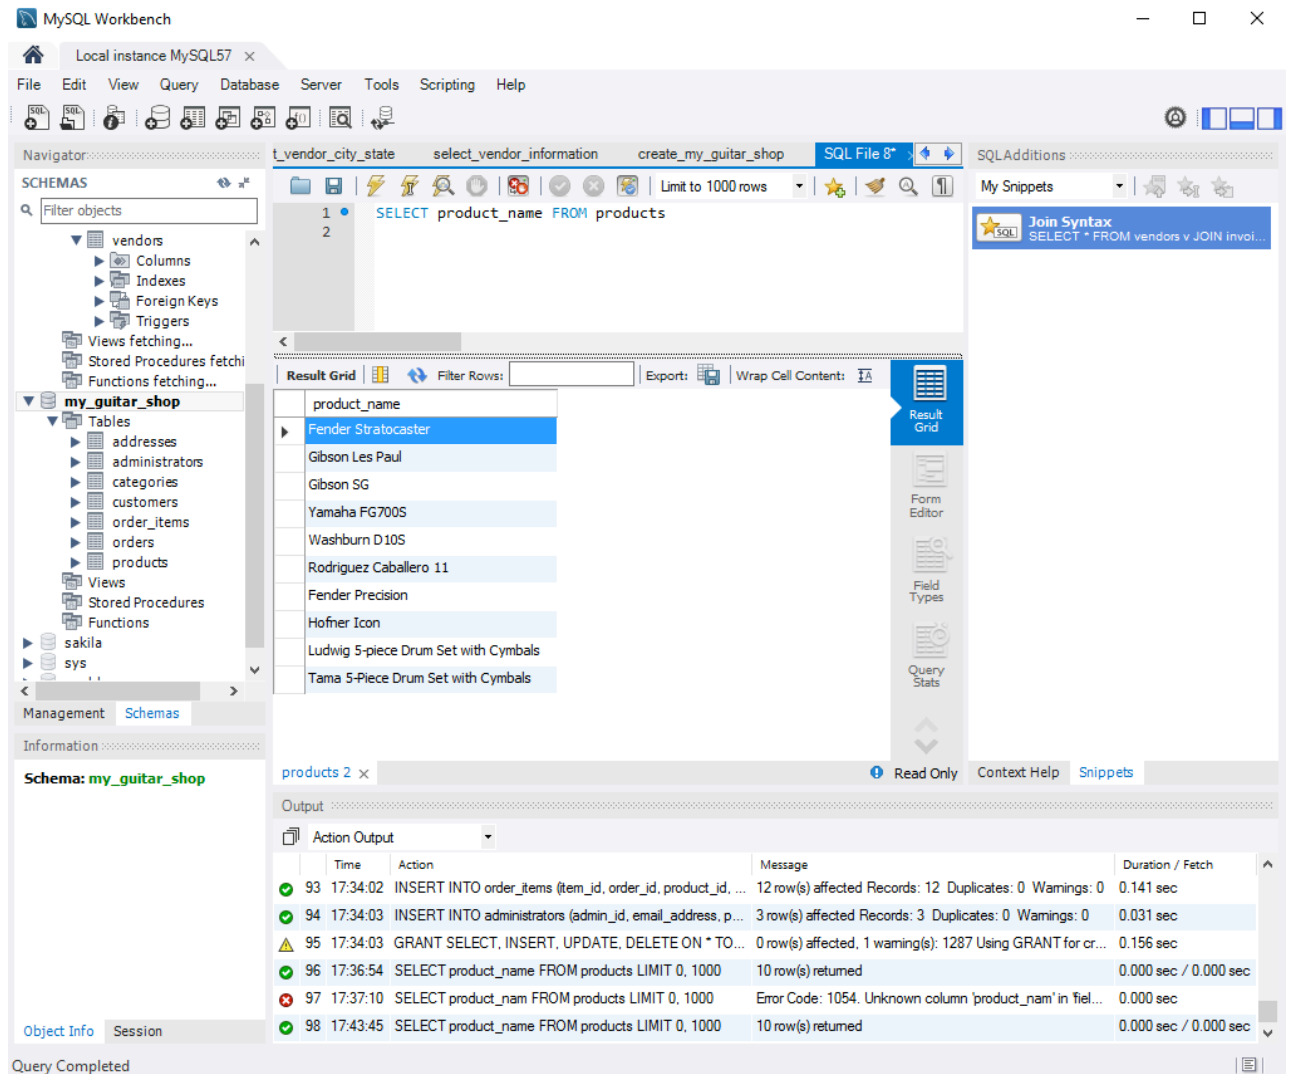 MySQL Workbench
Local instance MySQL57
File Edit View Query Database Server Tools Scripting Help
Navigator
SCHEMAS
Filter objects
vendors
Columns
Indexes
Foreign Keys
Triggers
Views fetching...
Stored Procedures fetchi
Functions fetching...
my_guitar_shop
Tables
addresses
administrators
categories
customers
order_items
orders
products
Views
Stored Procedures
Functions
sakila
sys
Management Schemas
Information
Schema: my_guitar_shop
Object Info Session
t_vendor_city_state select_vendor_information create_my_guitar_shop SQL File 8*
Limit to 1000 rows
1 SELECT product_name FROM products
2
Result Grid Filter Rows: Export: Wrap Cell Content:
product_name
Fender Stratocaster
Gibson Les Paul
Gibson SG
Yamaha FG700S
Washburn D10S
Rodriguez Caballero 11
Fender Precision
Hofner Icon
Ludwig 5-piece Drum Set with Cymbals
Tama 5-Piece Drum Set with Cymbals
Result
Grid
Form
Editor
Field
Types
Query
Stats
products 2 Read Only
SQLAdditions
My Snippets
SQL
Join Syntax
SELECT * FROM vendors v JOIN invoi...
Context Help Snippets
Output
Action Output
Time Action Message Duration / Fetch
93 17:34:02 INSERT INTO order_items (item_id, order_id, product_id, ... 12 row(s) affected Records: 12 Duplicates: 0 Warnings: 0 0.141 sec
94 17:34:03 INSERT INTO administrators (admin_id, email_address, p... 3 row(s) affected Records: 3 Duplicates: 0 Warnings: 0 0.031 sec
95 17:34:03 GRANT SELECT, INSERT, UPDATE, DELETE ON * TO... 0 row(s) affected, 1 warning(s): 1287 Using GRANT for cr... 0.156 sec
96 17:36:54 SELECT product_name FROM products LIMIT 0, 1000 10 row(s) returned 0.000 sec / 0.000 sec
97 17:37:10 SELECT product_nam FROM products LIMIT 0, 1000 Error Code: 1054. Unknown column 'product_nam' in 'fiel... 0.000 sec
98 17:43:45 SELECT product_name FROM products LIMIT 0, 1000 10 row(s) returned 0.000 sec / 0.000 sec
Query Completed